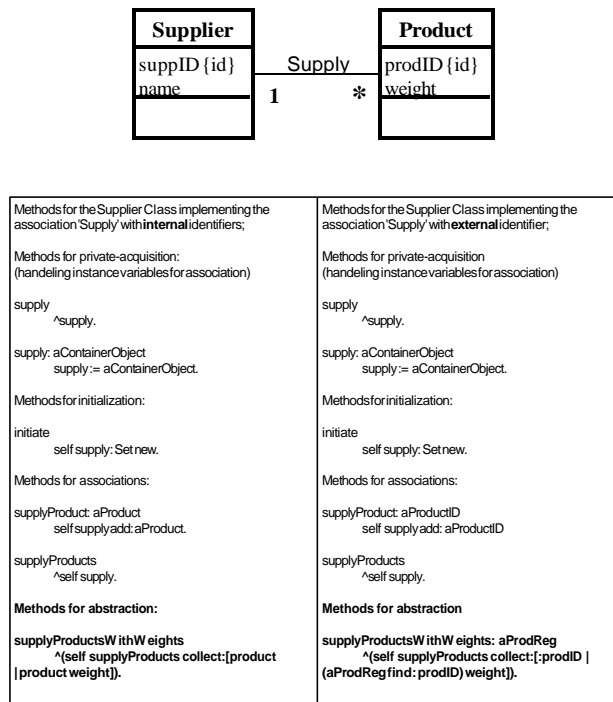 Supplier
Product
suppID {id}
name
Supply
1
*
prodID {id}
weight
Methods for the Supplier Class implementing the
association 'Supply' with internal identifiers;
Methods for private-acquisition:
(handeling instance variables for association)
supply
^supply.
supply: aContainerObject
supply := aContainerObject.
Methods for initialization:
initiate
self supply: Set new.
Methods for associations:
supplyProduct: aProduct
self supply add: aProduct.
supplyProducts
^self supply.
Methods for abstraction:
supplyProductsWithWeights
^(self supplyProducts collect:[product
| product weight]).
Methods for the Supplier Class implementing the
association 'Supply' with external identifier;
Methods for private-acquisition
(handeling instance variables for association)
supply
^supply.
supply: aContainerObject
supply := aContainerObject.
Methods for initialization:
initiate
self supply: Set new.
Methods for associations:
supplyProduct: aProductID
self supply add: aProductID
supplyProducts
^self supply.
Methods for abstraction
supplyProductsWithWeights: aProdReg
^(self supplyProducts collect:[:prodID |
(aProdReg find: prodID) weight]).